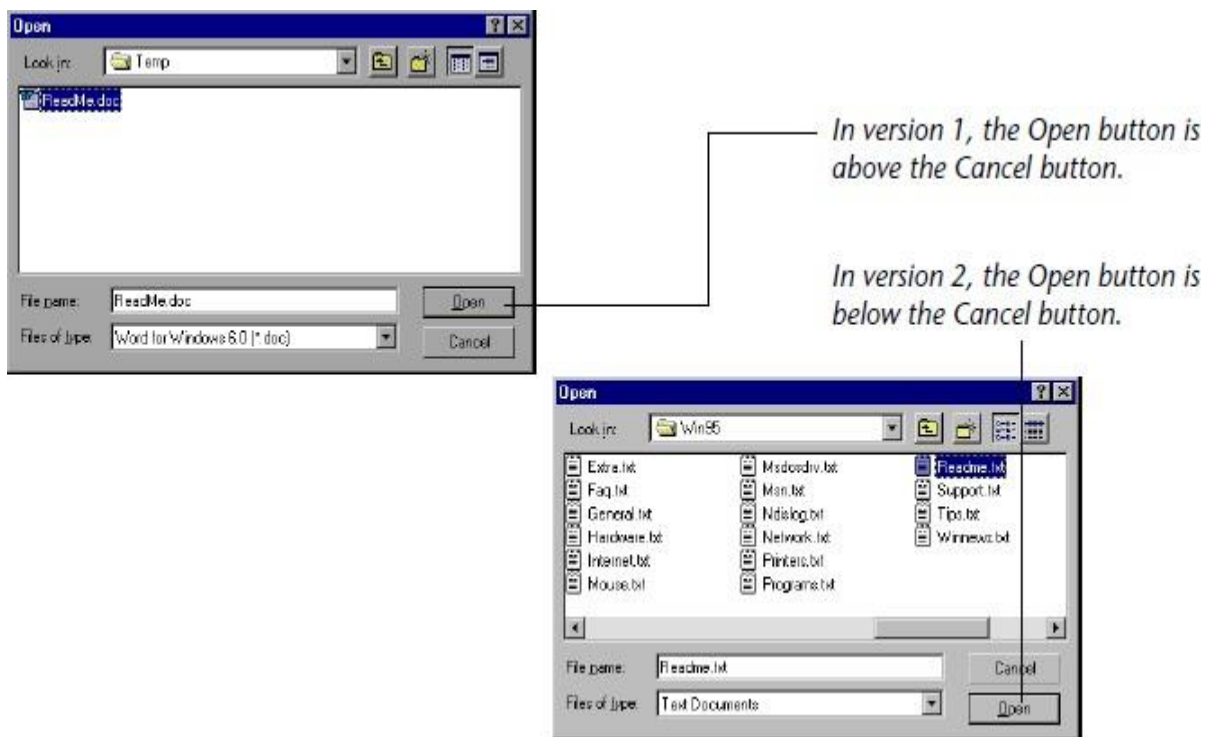 Open
Look in: Temp
ReadMe.doc
File name: ReadMe.doc Open
Files of type: Word for Windows 6.0 (*.doc) Cancel
In version 1, the Open button is
above the Cancel button.
In version 2, the Open button is
below the Cancel button.
Open
Look in: Win95
Extra.txt Msdosdrv.txt Readme.txt
Faq.txt Msn.txt Support.txt
General.txt Ndislog.txt Tips.txt
Hardware.txt Network.txt Winnews.txt
Internet.txt Printers.txt
Mouse.txt Programs.txt
File name: Readme.txt Cancel
Files of type: Text Documents Open